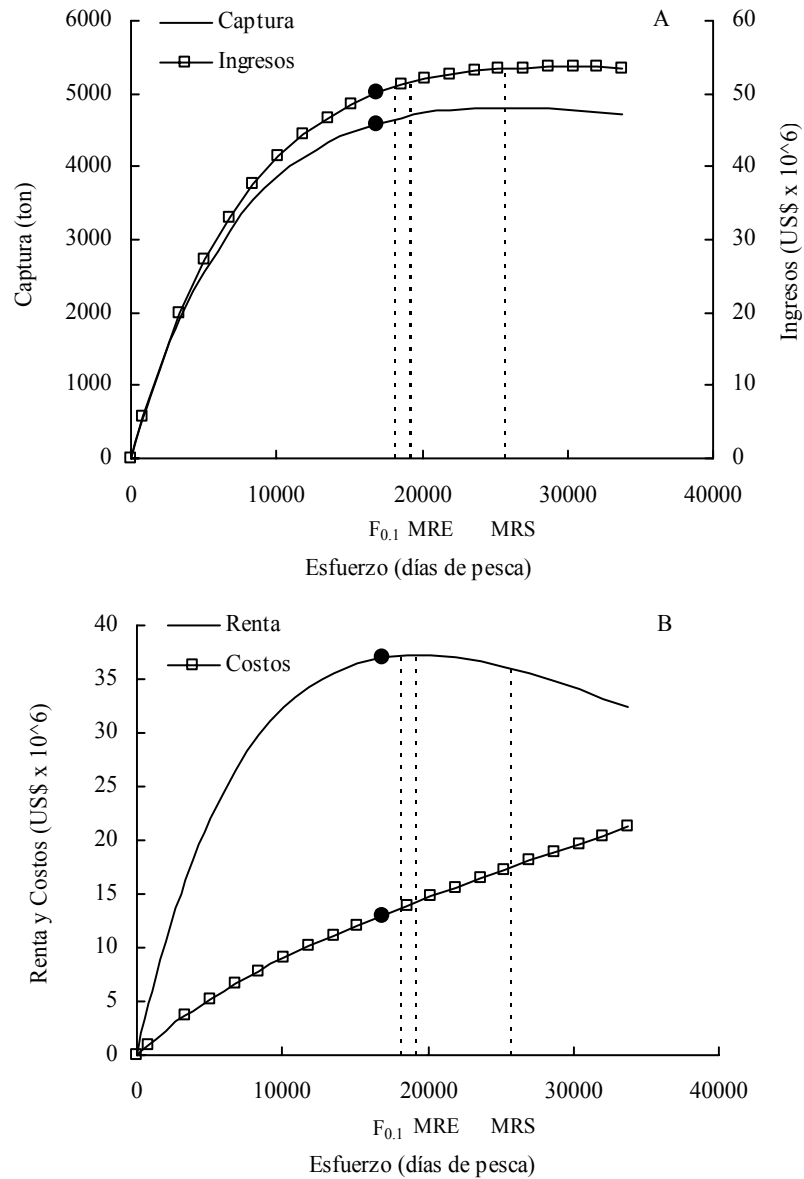 A
Captura
Ingresos
6000
5000
4000
3000
2000
1000
0
Captura (ton)
60
50
40
30
20
10
0
Ingresos (US$ x 10^6)
0 10000 20000 30000 40000
F0.1 MRE MRS
Esfuerzo (días de pesca)
B
Renta
Costos
40
35
30
25
20
15
10
5
0
Renta y Costos (US$ x 10^6)
0 10000 20000 30000 40000
F0.1 MRE MRS
Esfuerzo (días de pesca)